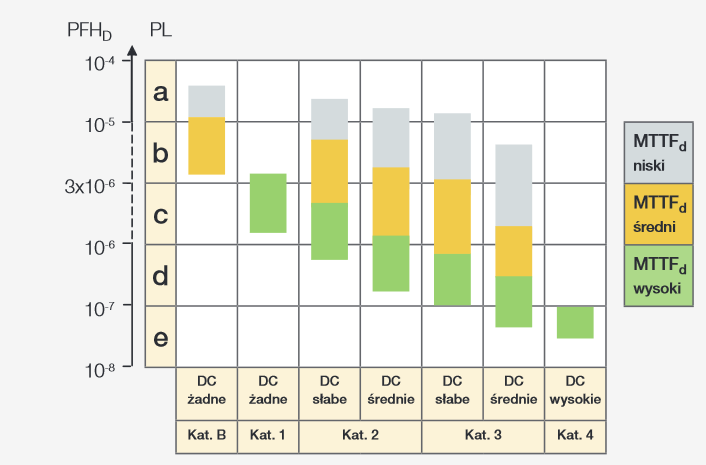 PFHD PL
10-4
a
10-5
b
3x10-6
c
10-6
d
10-7
e
10-8
MTTFd
niski
MTTFd
średni
MTTFd
wysoki
DC DC DC DC DC DC DC
żadne żadne słabe średnie słabe średnie wysokie
Kat. B Kat. 1 Kat. 2 Kat. 3 Kat. 4